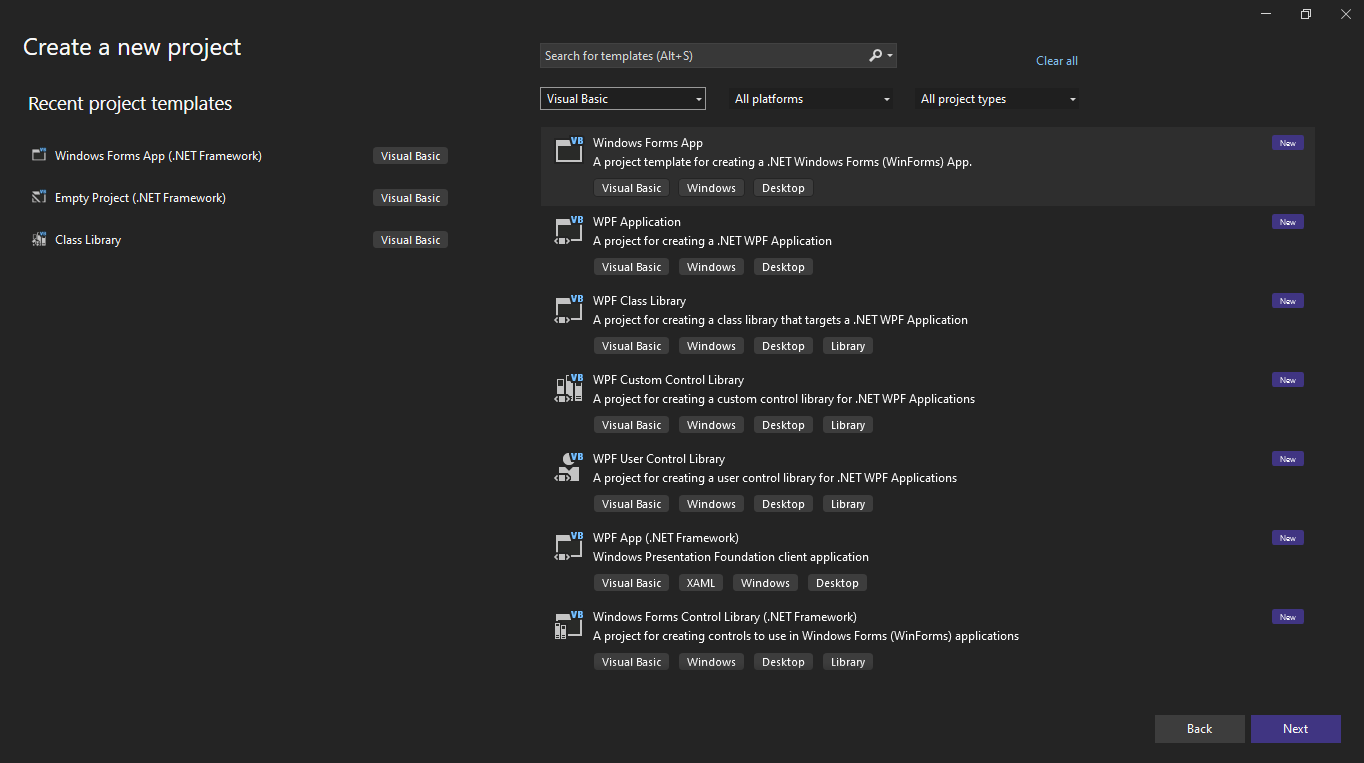 Create a new project
Recent project templates
Windows Forms App (.NET Framework) Visual Basic
Empty Project (.NET Framework) Visual Basic
Class Library Visual Basic
Search for templates (Alt+S)
Clear all
Visual Basic All platforms All project types
VB Windows Forms App New
A project template for creating a .NET Windows Forms (WinForms) App.
Visual Basic Windows Desktop
VB WPF Application New
A project for creating a .NET WPF Application
Visual Basic Windows Desktop
VB WPF Class Library New
A project for creating a class library that targets a .NET WPF Application
Visual Basic Windows Desktop Library
VB WPF Custom Control Library New
A project for creating a custom control library for .NET WPF Applications
Visual Basic Windows Desktop Library
VB WPF User Control Library New
A project for creating a user control library for .NET WPF Applications
Visual Basic Windows Desktop Library
VB WPF App (.NET Framework) New
Windows Presentation Foundation client application
Visual Basic XAML Windows Desktop
VB Windows Forms Control Library (.NET Framework) New
A project for creating controls to use in Windows Forms (WinForms) applications
Visual Basic Windows Desktop Library
Back Next